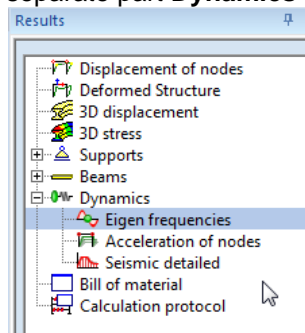 separate part Dynamics
Results
Displacement of nodes
Deformed Structure
3D displacement
3D stress
Supports
Beams
Dynamics
Eigen frequencies
Acceleration of nodes
Seismic detailed
Bill of material
Calculation protocol